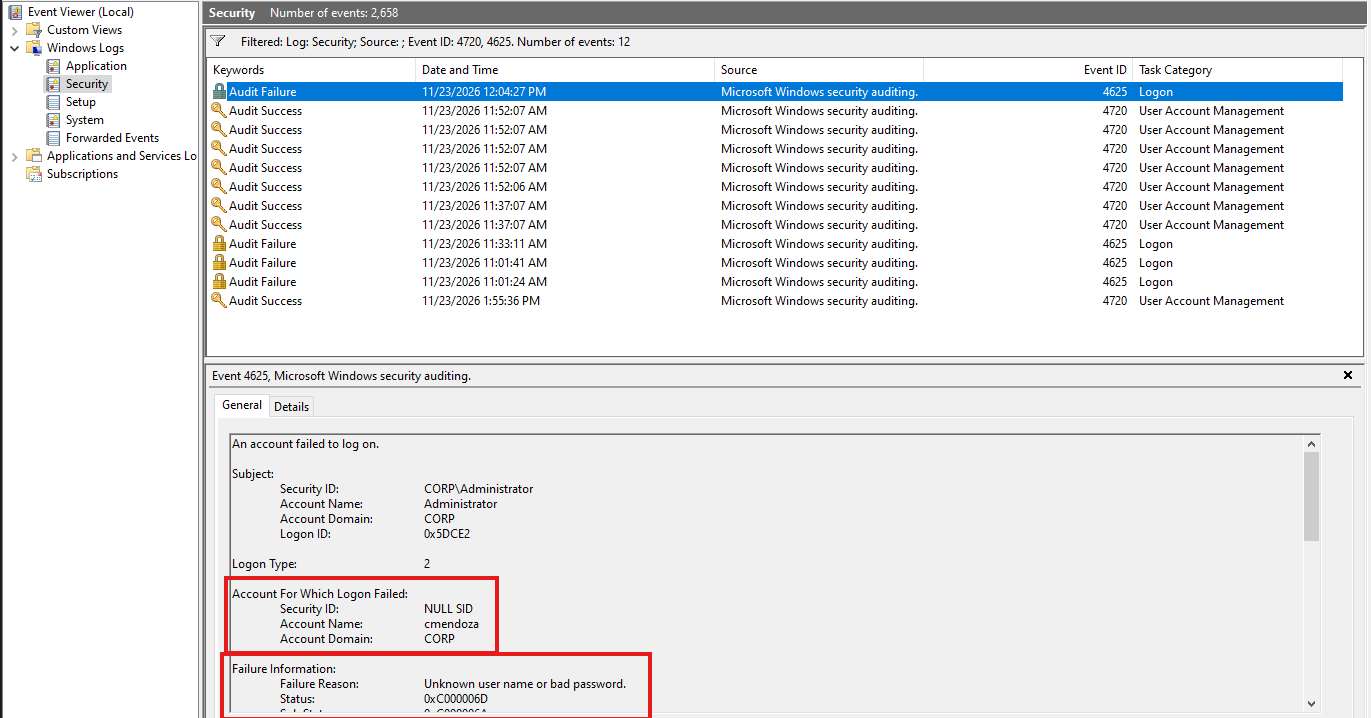 Event Viewer (Local)
Custom Views
Windows Logs
Application
Security
Setup
System
Forwarded Events
Applications and Services Lo
Subscriptions
Security Number of events: 2,658
Filtered: Log: Security; Source: ; Event ID: 4720, 4625. Number of events: 12
Keywords Date and Time Source Event ID Task Category
Audit Failure 11/23/2026 12:04:27 PM Microsoft Windows security auditing. 4625 Logon
Audit Success 11/23/2026 11:52:07 AM Microsoft Windows security auditing. 4720 User Account Management
Audit Success 11/23/2026 11:52:07 AM Microsoft Windows security auditing. 4720 User Account Management
Audit Success 11/23/2026 11:52:07 AM Microsoft Windows security auditing. 4720 User Account Management
Audit Success 11/23/2026 11:52:07 AM Microsoft Windows security auditing. 4720 User Account Management
Audit Success 11/23/2026 11:52:06 AM Microsoft Windows security auditing. 4720 User Account Management
Audit Success 11/23/2026 11:37:07 AM Microsoft Windows security auditing. 4720 User Account Management
Audit Success 11/23/2026 11:37:07 AM Microsoft Windows security auditing. 4720 User Account Management
Audit Failure 11/23/2026 11:33:11 AM Microsoft Windows security auditing. 4625 Logon
Audit Failure 11/23/2026 11:01:41 AM Microsoft Windows security auditing. 4625 Logon
Audit Failure 11/23/2026 11:01:24 AM Microsoft Windows security auditing. 4625 Logon
Audit Success 11/23/2026 1:55:36 PM Microsoft Windows security auditing. 4720 User Account Management
Event 4625, Microsoft Windows security auditing.
General Details
An account failed to log on.
Subject:
Security ID: CORP\Administrator
Account Name: Administrator
Account Domain: CORP
Logon ID: 0x5DCE2
Logon Type: 2
Account For Which Logon Failed:
Security ID: NULL SID
Account Name: cmendoza
Account Domain: CORP
Failure Information:
Failure Reason: Unknown user name or bad password.
Status: 0xC000006D